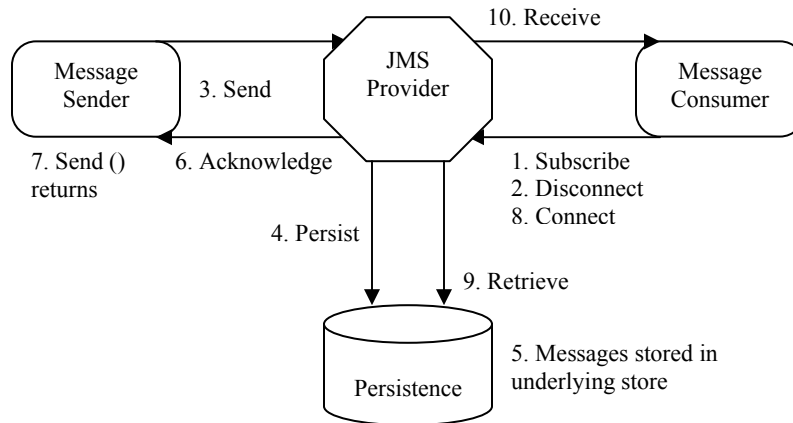 10. Receive
Message
Sender
JMS
Provider
Message
Consumer
3. Send
7. Send ()
returns
6. Acknowledge
1. Subscribe
2. Disconnect
8. Connect
4. Persist
9. Retrieve
5. Messages stored in
underlying store
Persistence